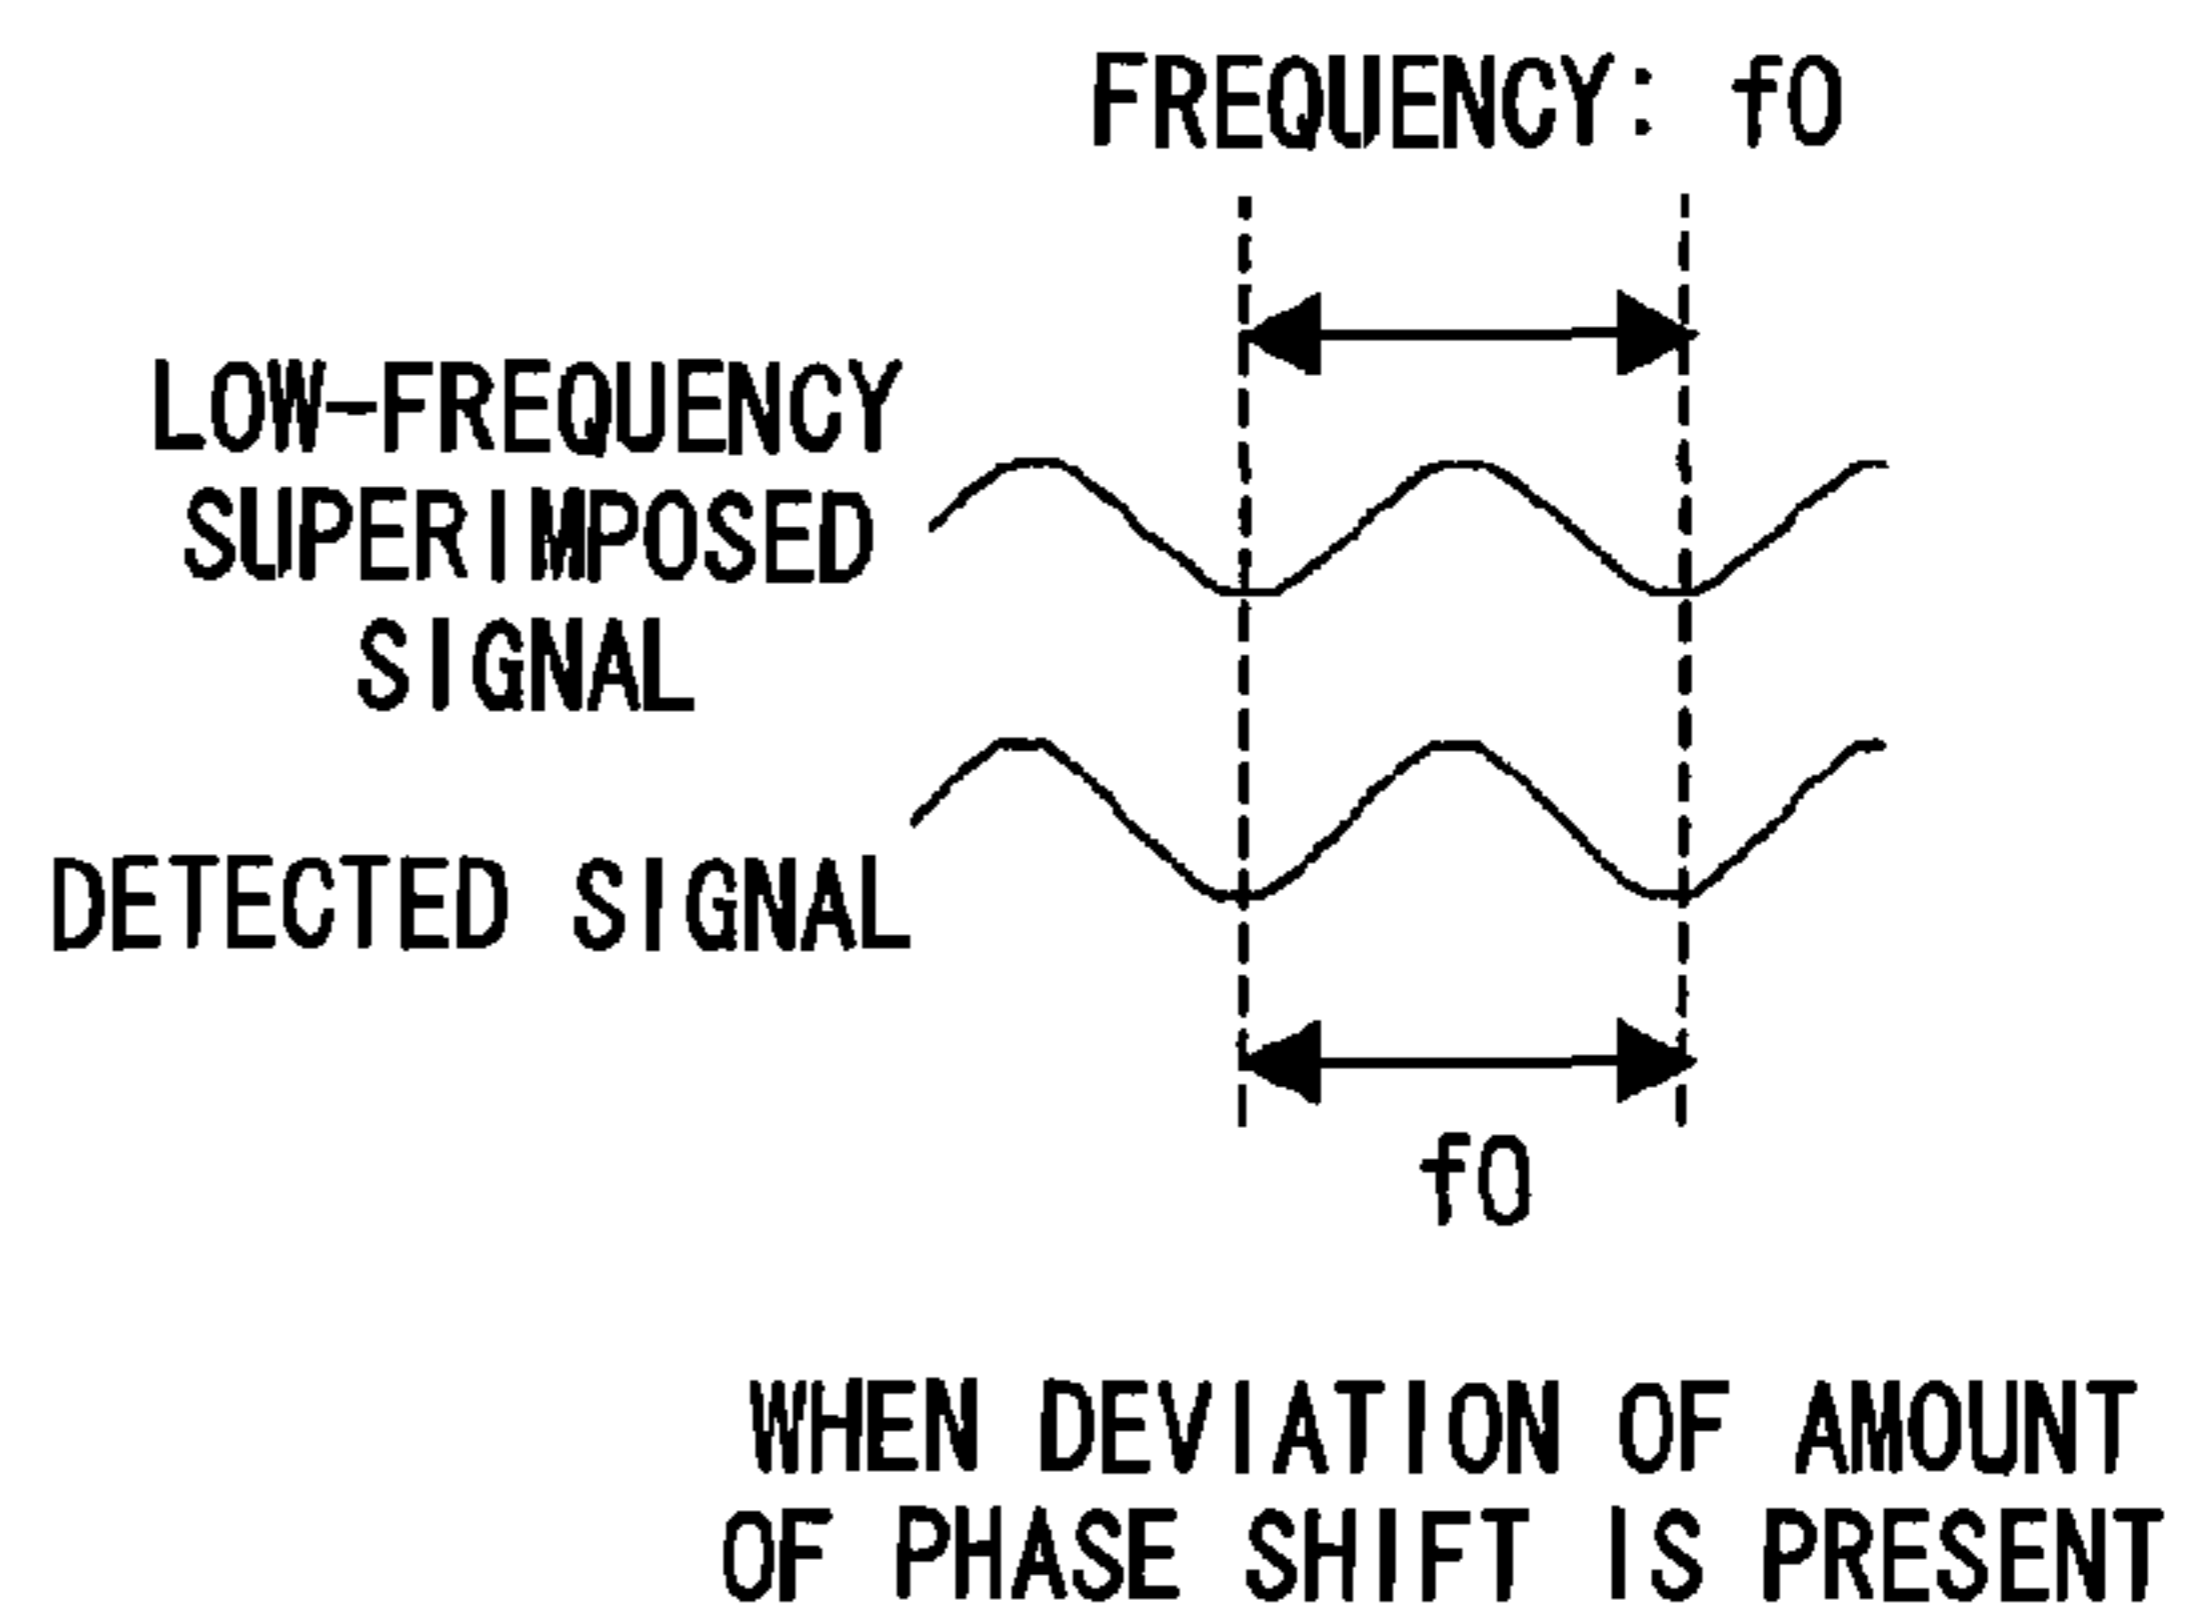 FREQUENCY: f0
LOW-FREQUENCY
SUPERIMPOSED
SIGNAL
DETECTED SIGNAL
f0
WHEN DEVIATION OF AMOUNT
OF PHASE SHIFT IS PRESENT